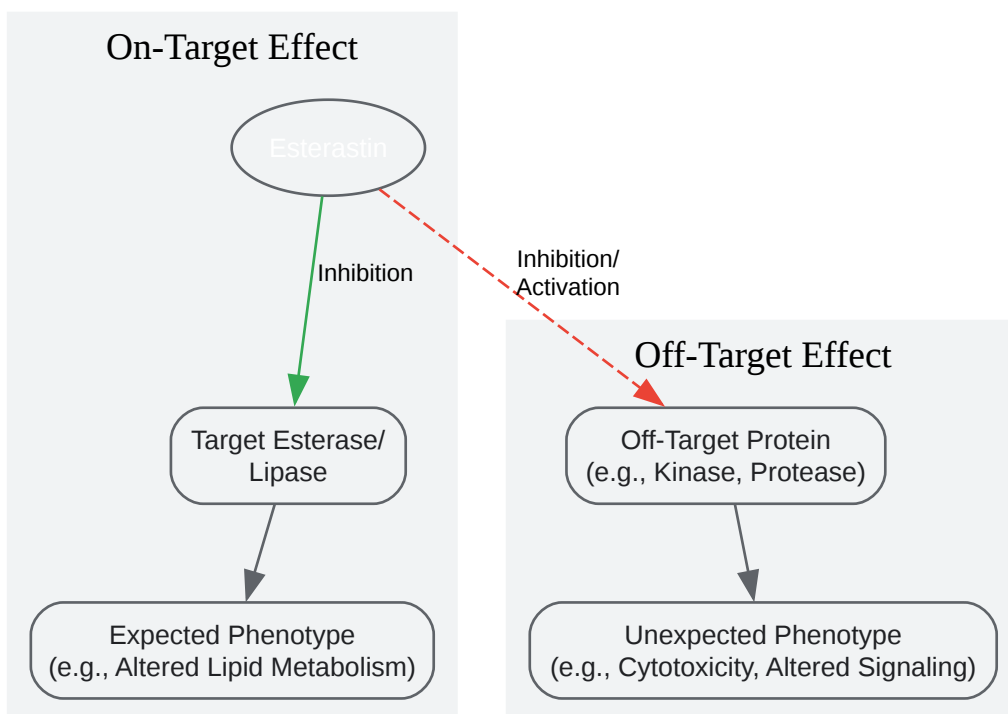 On-Target Effect
Esterastin
Inhibition
Inhibition/
Activation
Off-Target Effect
Target Esterase/
Lipase
Off-Target Protein
(e.g., Kinase, Protease)
Expected Phenotype
(e.g., Altered Lipid Metabolism)
Unexpected Phenotype
(e.g., Cytotoxicity, Altered Signaling)